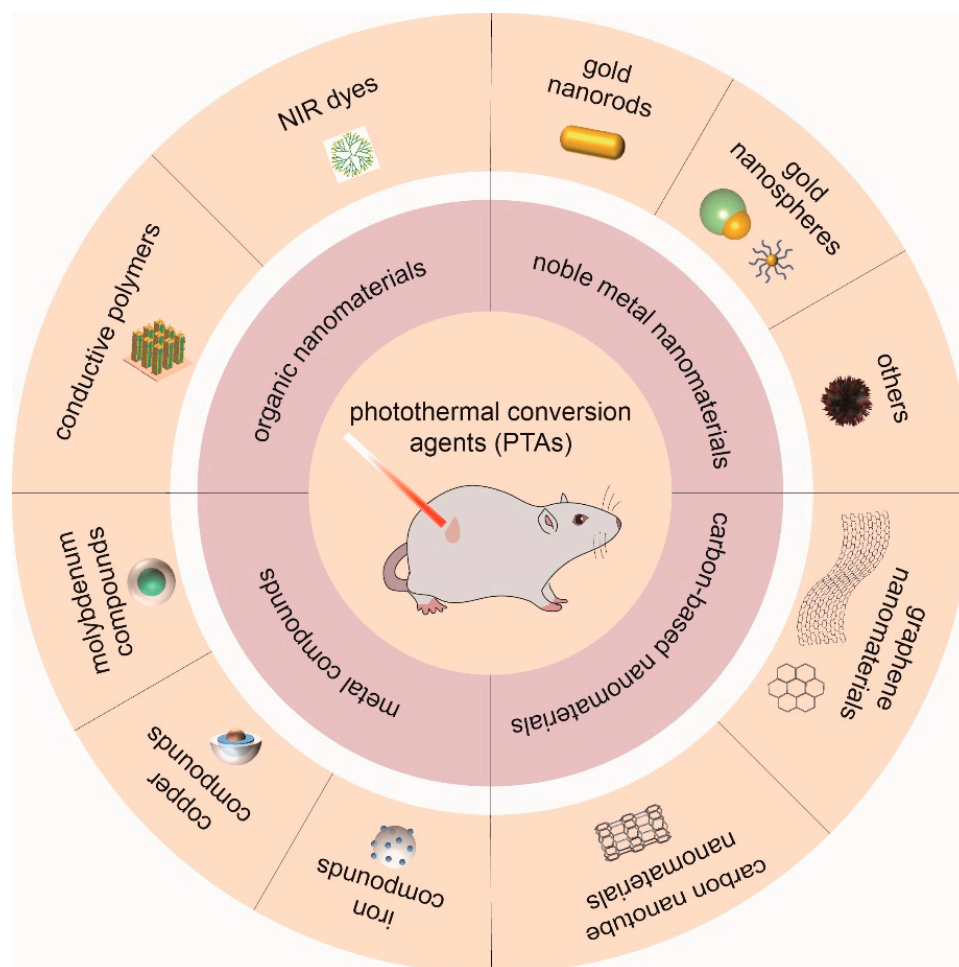 photothermal conversion
agents (PTAs)
organic nanomaterials
noble metal nanomaterials
carbon-based nanomaterials
metal compounds
NIR dyes
gold
nanorods
gold
nanospheres
others
graphene
nanomaterials
carbon nanotube
nanomaterials
iron
compounds
copper
compounds
molybdenum
compounds
conductive polymers